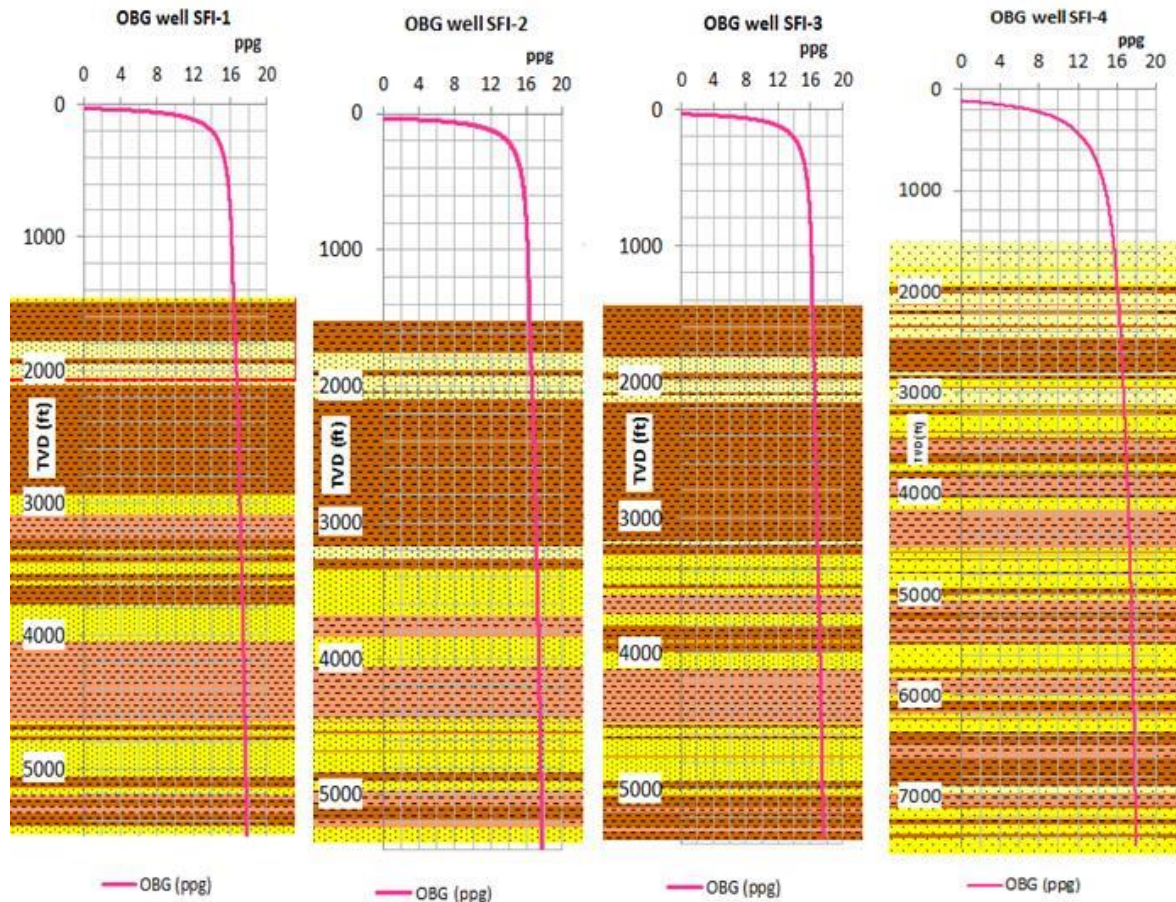 OBG well SFI-1
ppg
0 4 8 12 16 20
0
1000
2000
TVD (ft)
3000
4000
5000
OBG (ppg)
OBG well SFI-2
ppg
0 4 8 12 16 20
0
1000
2000
TVD (ft)
3000
4000
5000
OBG (ppg)
OBG well SFI-3
ppg
0 4 8 12 16 20
0
1000
2000
TVD (ft)
3000
4000
5000
OBG (ppg)
OBG well SFI-4
ppg
0 4 8 12 16 20
0
1000
2000
3000
TVD (ft)
4000
5000
6000
7000
OBG (ppg)